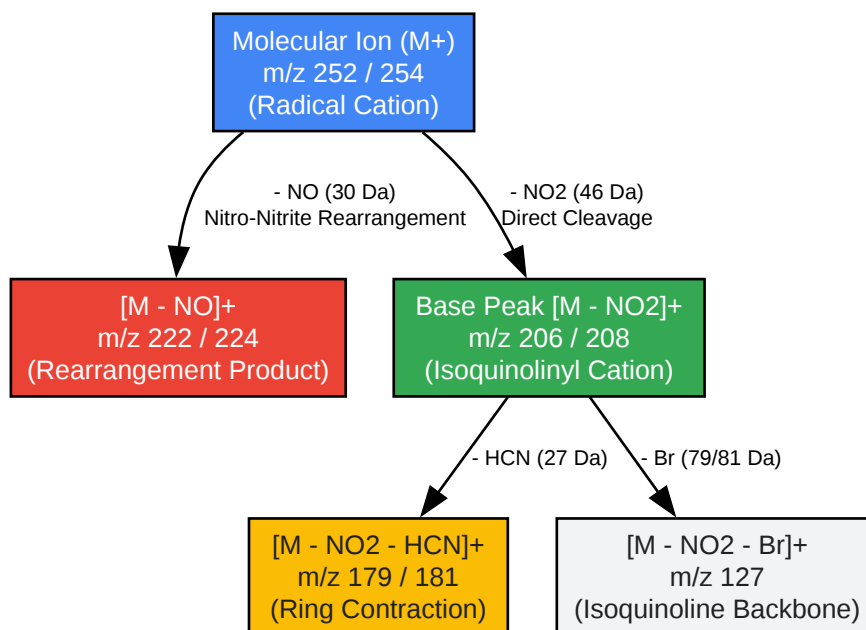 Molecular Ion (M+)
m/z 252 / 254
(Radical Cation)
- NO (30 Da)
Nitro-Nitrite Rearrangement
- NO2 (46 Da)
Direct Cleavage
[M - NO]+
m/z 222 / 224
(Rearrangement Product)
Base Peak [M - NO2]+
m/z 206 / 208
(Isoquinolinyl Cation)
- HCN (27 Da)
- Br (79/81 Da)
[M - NO2 - HCN]+
m/z 179 / 181
(Ring Contraction)
[M - NO2 - Br]+
m/z 127
(Isoquinoline Backbone)